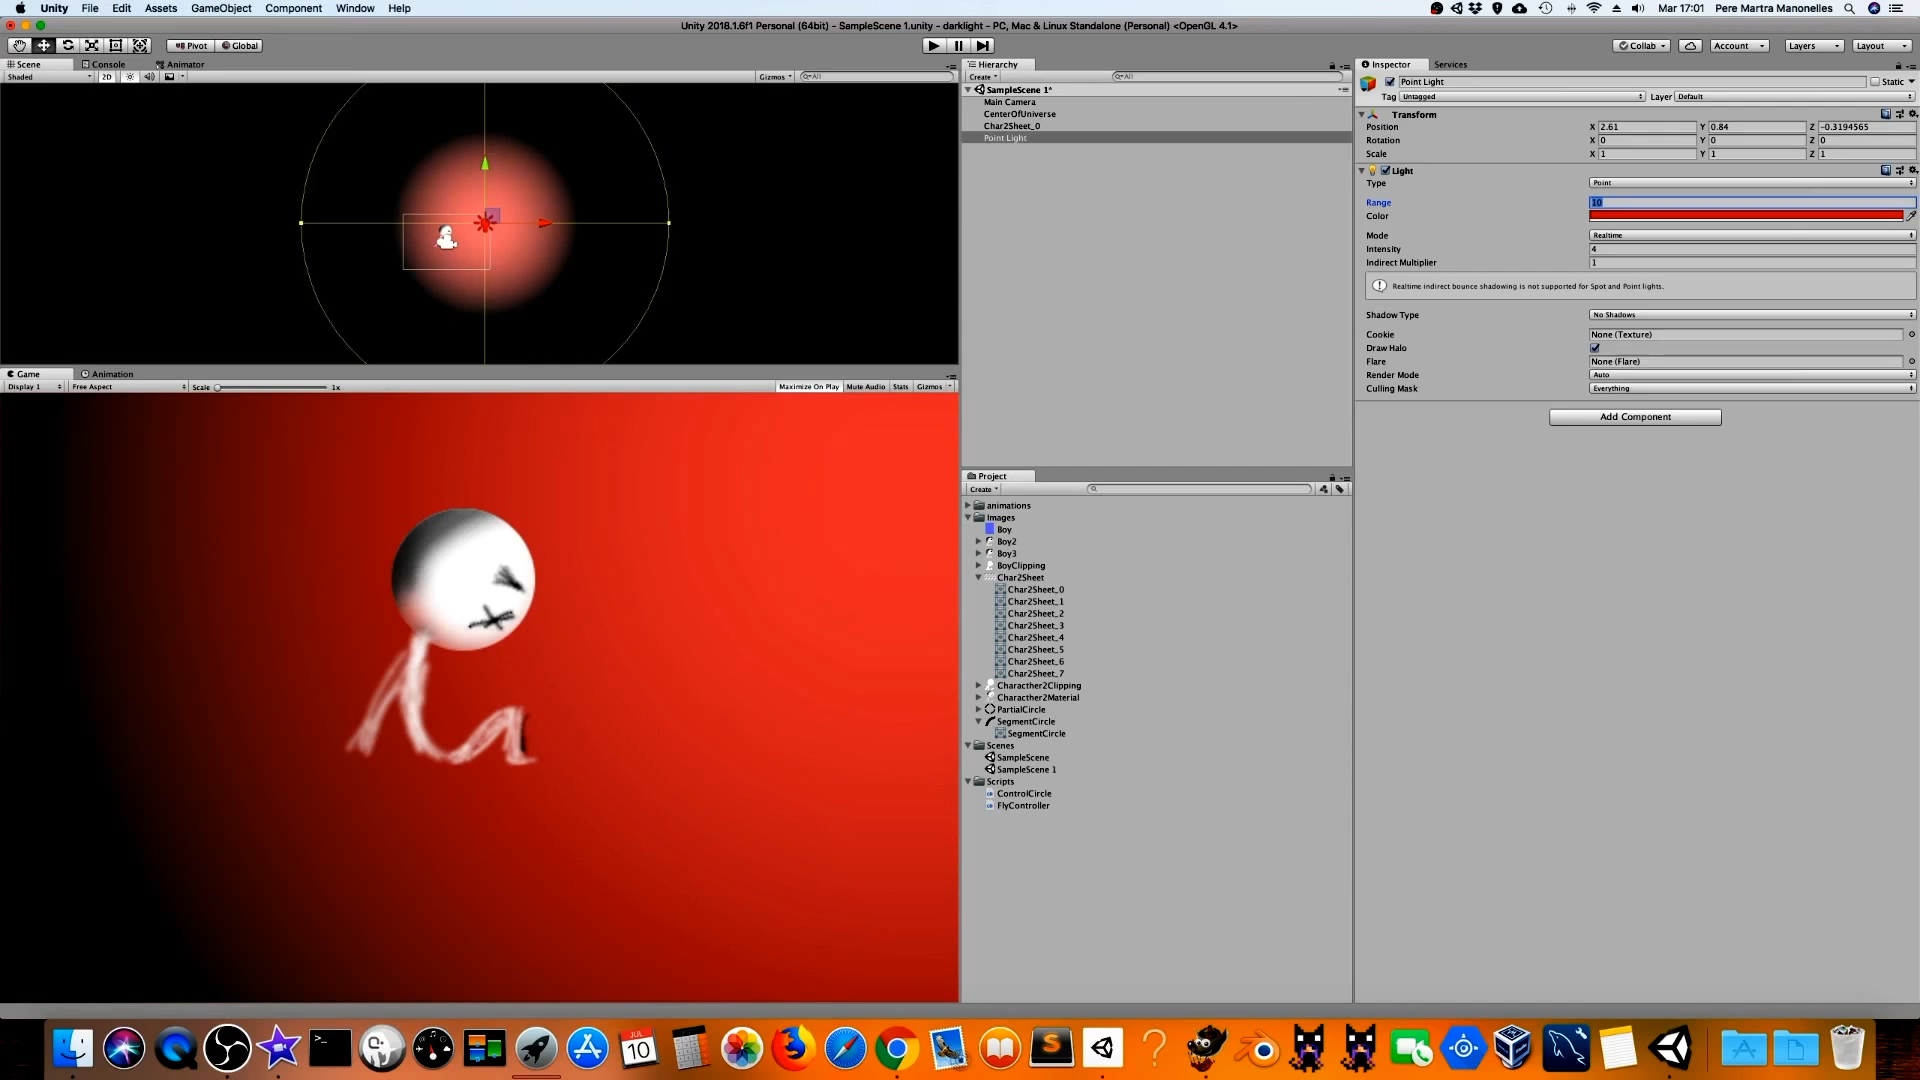 Unity File Edit Assets GameObject Component Window Help Mar 17:01 Pere Martra Manonelles
Unity 2018.1.6f1 Personal (64bit) - SampleScene 1.unity - darklight - PC, Mac & Linux Standalone (Personal) <OpenGL 4.1>
Pivot Global Collab Account Layers Layout
Scene Console Animator
Shaded 2D Gizmos All
Game Animation
Display 1 Free Aspect Scale 1x Maximize On Play Mute Audio Stats Gizmos
Hierarchy
Create All
SampleScene 1*
Main Camera
CenterOfUniverse
Char2Sheet_0
Point Light
Project
Create
animations
Images
Boy
Boy2
Boy3
BoyClipping
Char2Sheet
Char2Sheet_0
Char2Sheet_1
Char2Sheet_2
Char2Sheet_3
Char2Sheet_4
Char2Sheet_5
Char2Sheet_6
Char2Sheet_7
Characther2Clipping
Characther2Material
PartialCircle
SegmentCircle
SegmentCircle
Scenes
SampleScene
SampleScene 1
Scripts
ControlCircle
FlyController
Inspector Services
Point Light Static
Tag Untagged Layer Default
Transform
Position X 2.61 Y 0.84 Z -0.3194565
Rotation X 0 Y 0 Z 0
Scale X 1 Y 1 Z 1
Light
Type Point
Range 10
Color
Mode Realtime
Intensity 4
Indirect Multiplier 1
Realtime indirect bounce shadowing is not supported for Spot and Point lights.
Shadow Type No Shadows
Cookie None (Texture)
Draw Halo
Flare None (Flare)
Render Mode Auto
Culling Mask Everything
Add Component
JUL
10